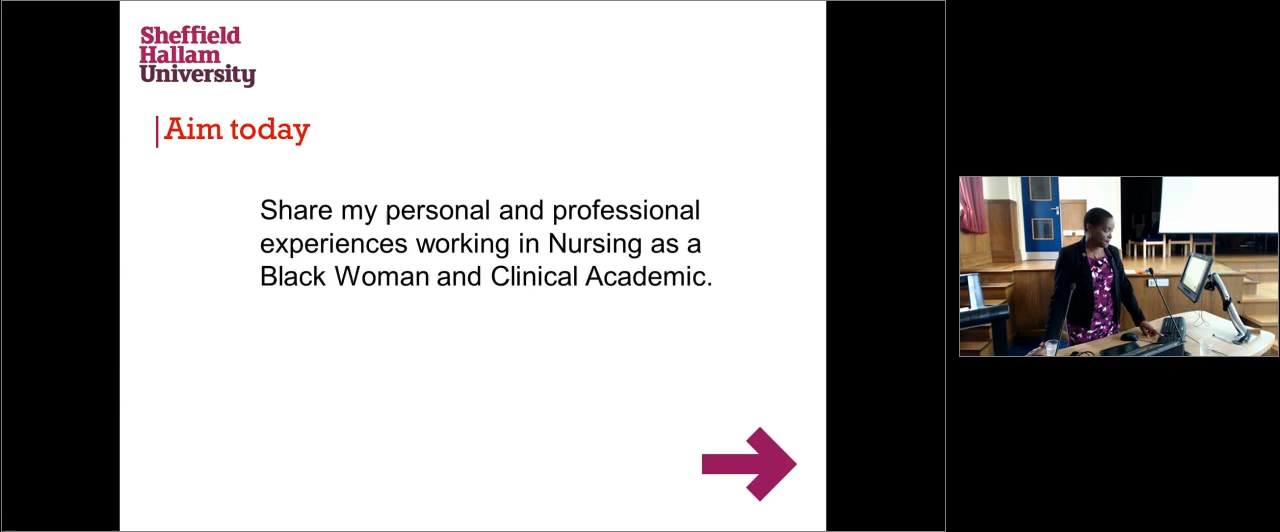 Sheffield
Hallam
University
Aim today
Share my personal and professional
experiences working in Nursing as a
Black Woman and Clinical Academic.